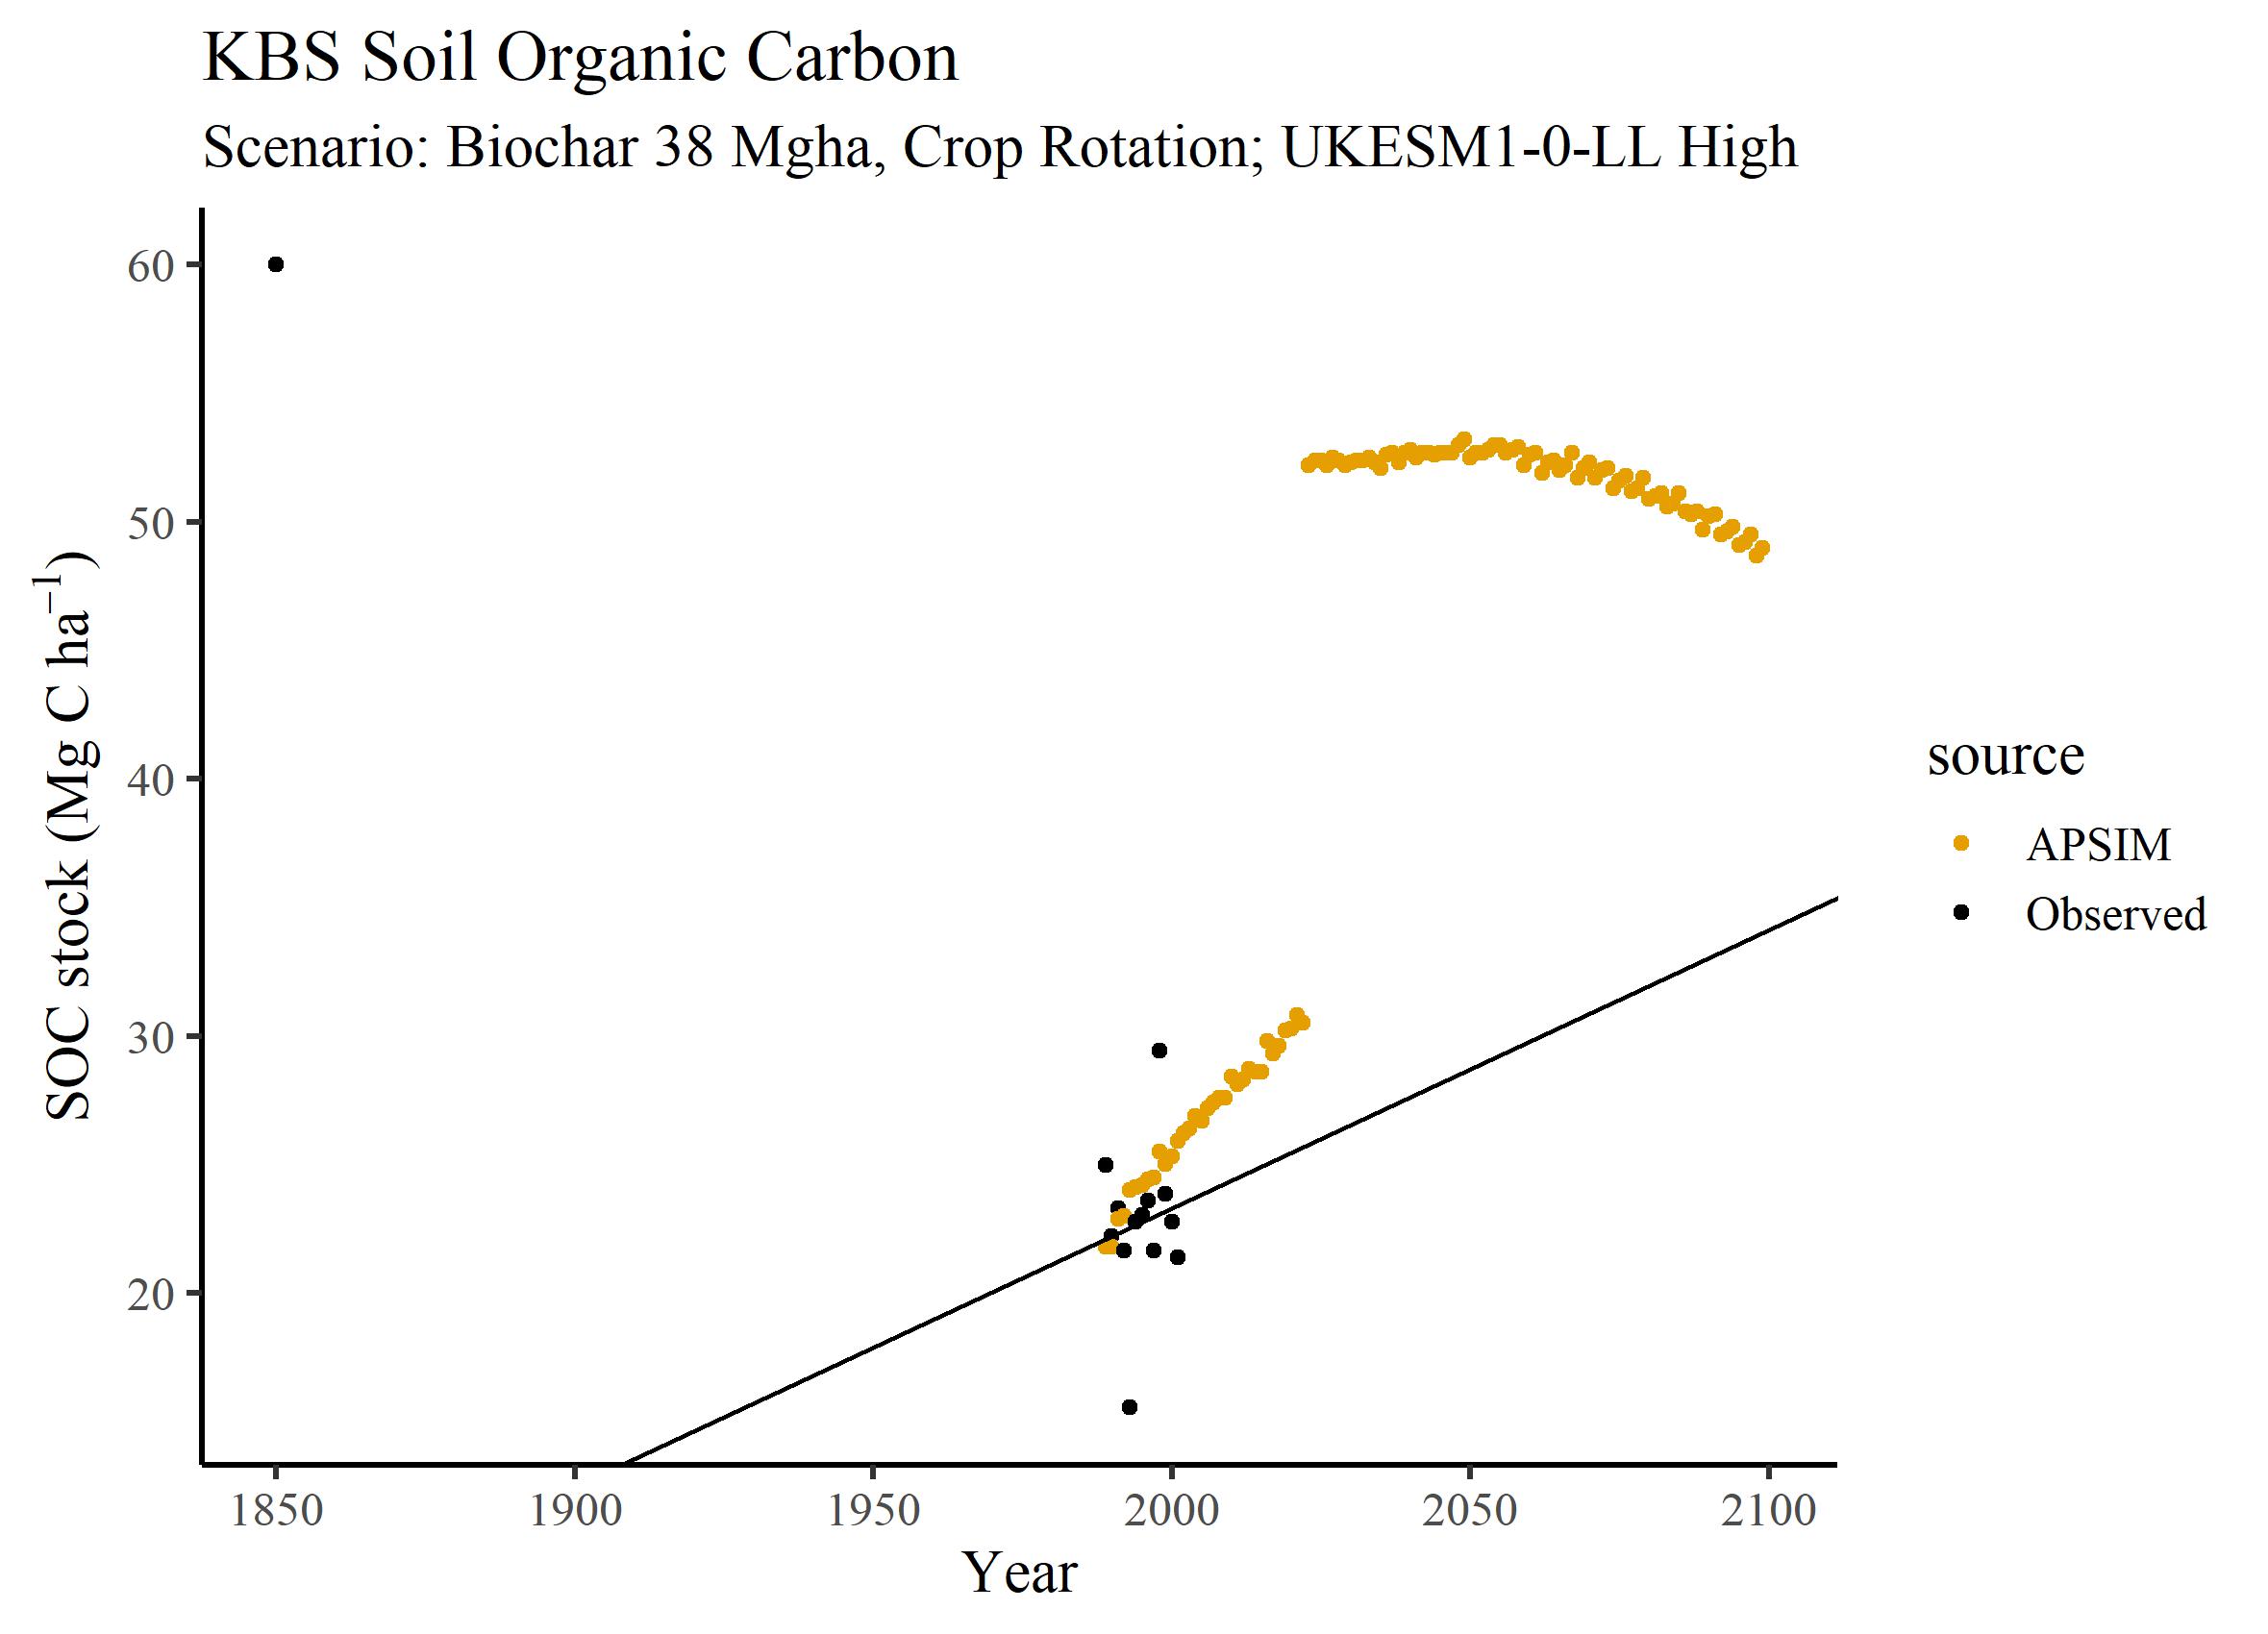 KBS Soil Organic Carbon
Scenario: Biochar 38 Mgha, Crop Rotation; UKESM1-0-LL High
60
50
40
30
20
SOC stock (Mg C ha⁻¹)
1850 1900 1950 2000 2050 2100
Year
source
APSIM
Observed